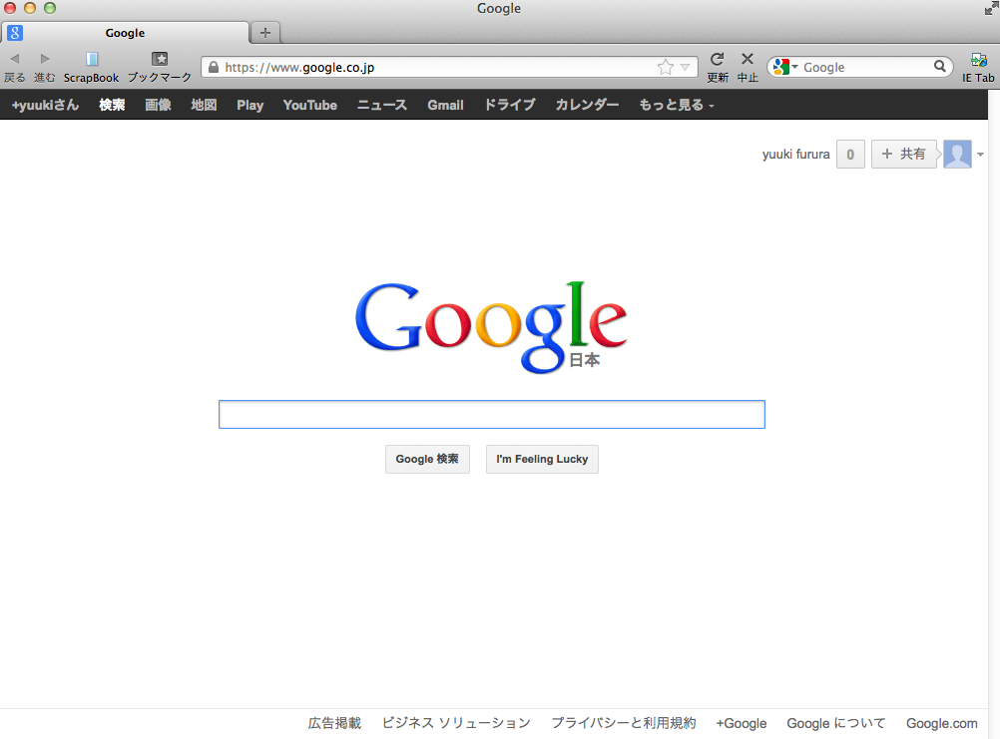 Google
Google
戻る 進む ScrapBook ブックマーク https://www.google.co.jp 更新 中止 Google IE Tab
+yuukiさん 検索 画像 地図 Play YouTube ニュース Gmail ドライブ カレンダー もっと見る
yuuki furura 0 + 共有
Google
日本
Google 検索 I'm Feeling Lucky
広告掲載 ビジネス ソリューション プライバシーと利用規約 +Google Google について Google.com